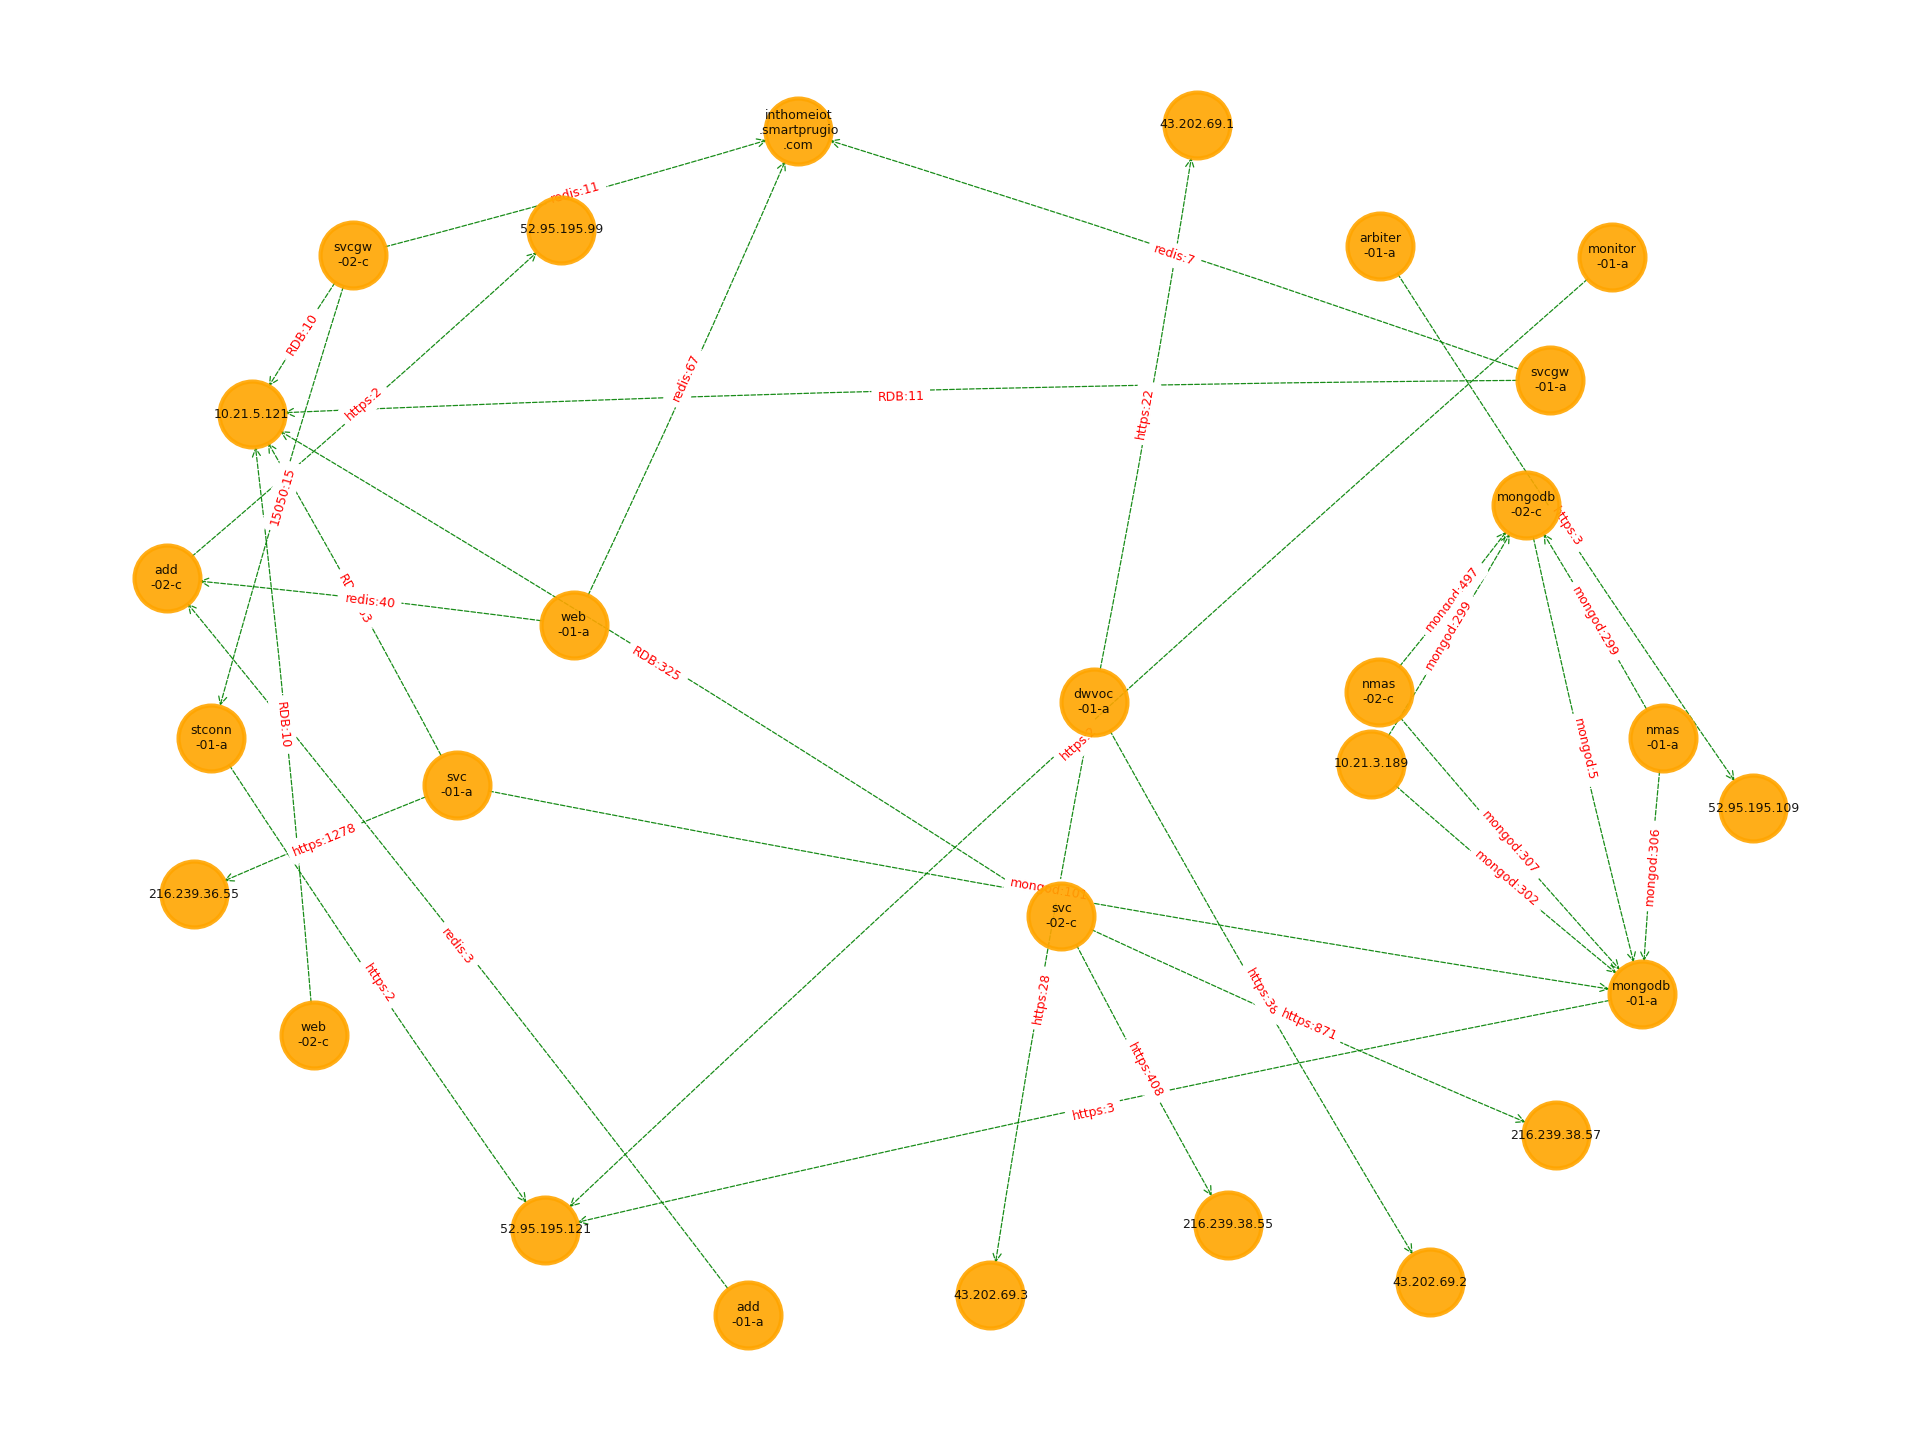 inthomeiot
.smartprugio
.com
43.202.69.1
redis:11
52.95.195.99
svcgw
-02-c
arbiter
-01-a
monitor
-01-a
redis:7
RDB:10
10.21.5.121
https:2
redis:67
RDB:11
https:22
svcgw
-01-a
15050:15
mongodb
-02-c
https:3
add
-02-c
redis:40
web
-01-a
mongod:497
mongod:299
mongod:299
RDB:325
nmas
-02-c
dwvoc
-01-a
stconn
-01-a
RDB:10
mongod:5
nmas
-01-a
10.21.3.189
svc
-01-a
52.95.195.109
https:1278
mongod:307
mongod:302
mongod:306
216.239.36.55
svc
-02-c
redis:3
https:2
https:28
https:38
https:871
mongodb
-01-a
web
-02-c
https:408
https:3
216.239.38.57
52.95.195.121
216.239.38.55
43.202.69.3
43.202.69.2
add
-01-a